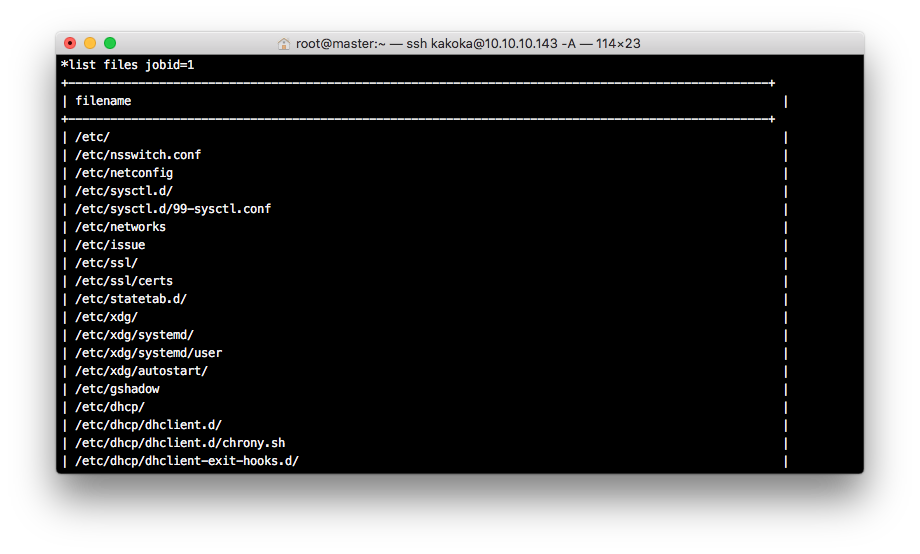 root@master:~ — ssh kakoka@10.10.10.143 -A — 114×23
*list files jobid=1
+----------------------------------------------------------------------------------------------------+
| filename |
+----------------------------------------------------------------------------------------------------+
| /etc/ |
| /etc/nsswitch.conf |
| /etc/netconfig |
| /etc/sysctl.d/ |
| /etc/sysctl.d/99-sysctl.conf |
| /etc/networks |
| /etc/issue |
| /etc/ssl/ |
| /etc/ssl/certs |
| /etc/statetab.d/ |
| /etc/xdg/ |
| /etc/xdg/systemd/ |
| /etc/xdg/systemd/user |
| /etc/xdg/autostart/ |
| /etc/gshadow |
| /etc/dhcp/ |
| /etc/dhcp/dhclient.d/ |
| /etc/dhcp/dhclient.d/chrony.sh |
| /etc/dhcp/dhclient-exit-hooks.d/ |